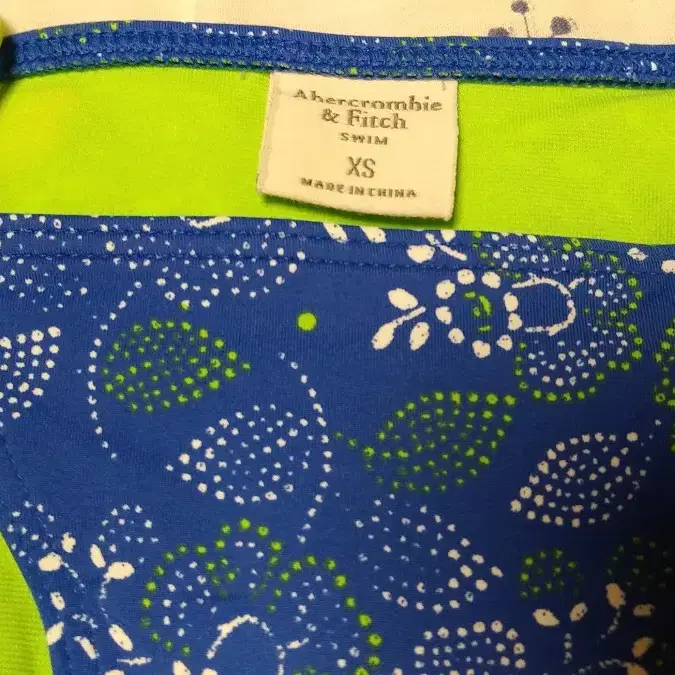 Abercrombie
& Fitch
SWIM
XS
MADE IN CHINA